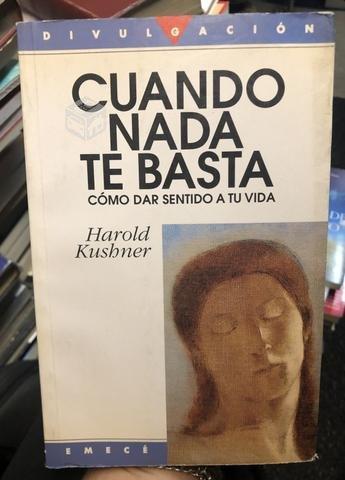 DIVULGACIÓN
CUANDO
NADA
TE BASTA
CÓMO DAR SENTIDO A TU VIDA
Harold
Kushner
EMECÉ